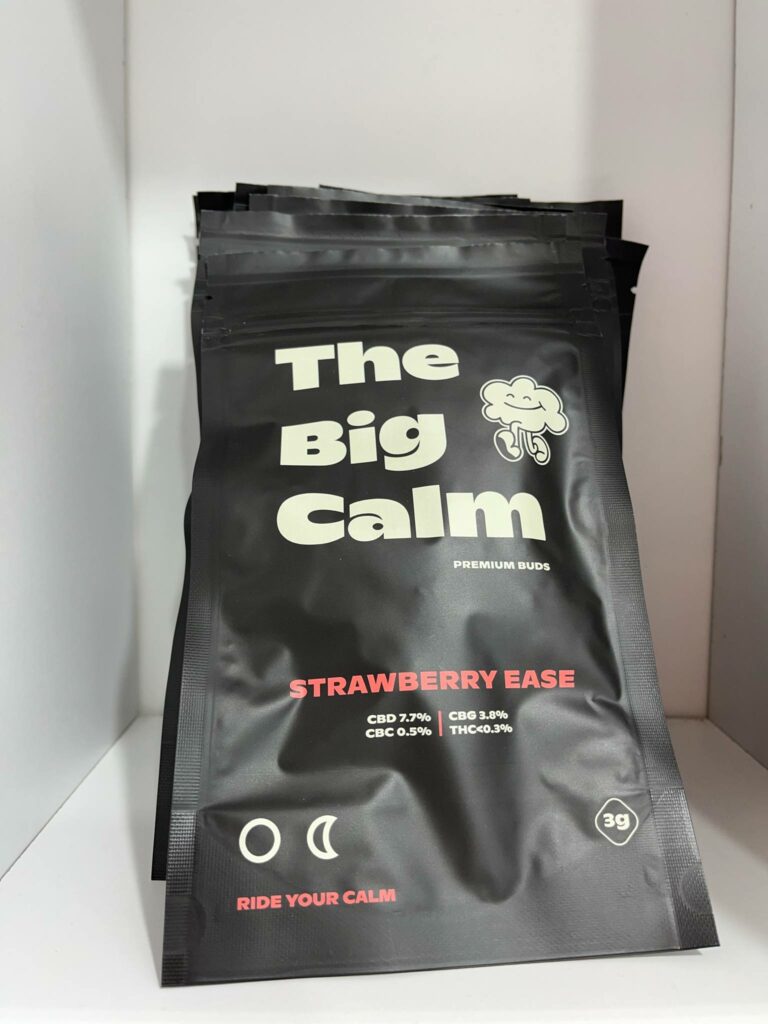 The
Big
Calm
PREMIUM BUDS
STRAWBERRY EASE
CBD 7.7% | CBG 3.8%
CBC 0.5% | THC<0.3%
3g
RIDE YOUR CALM